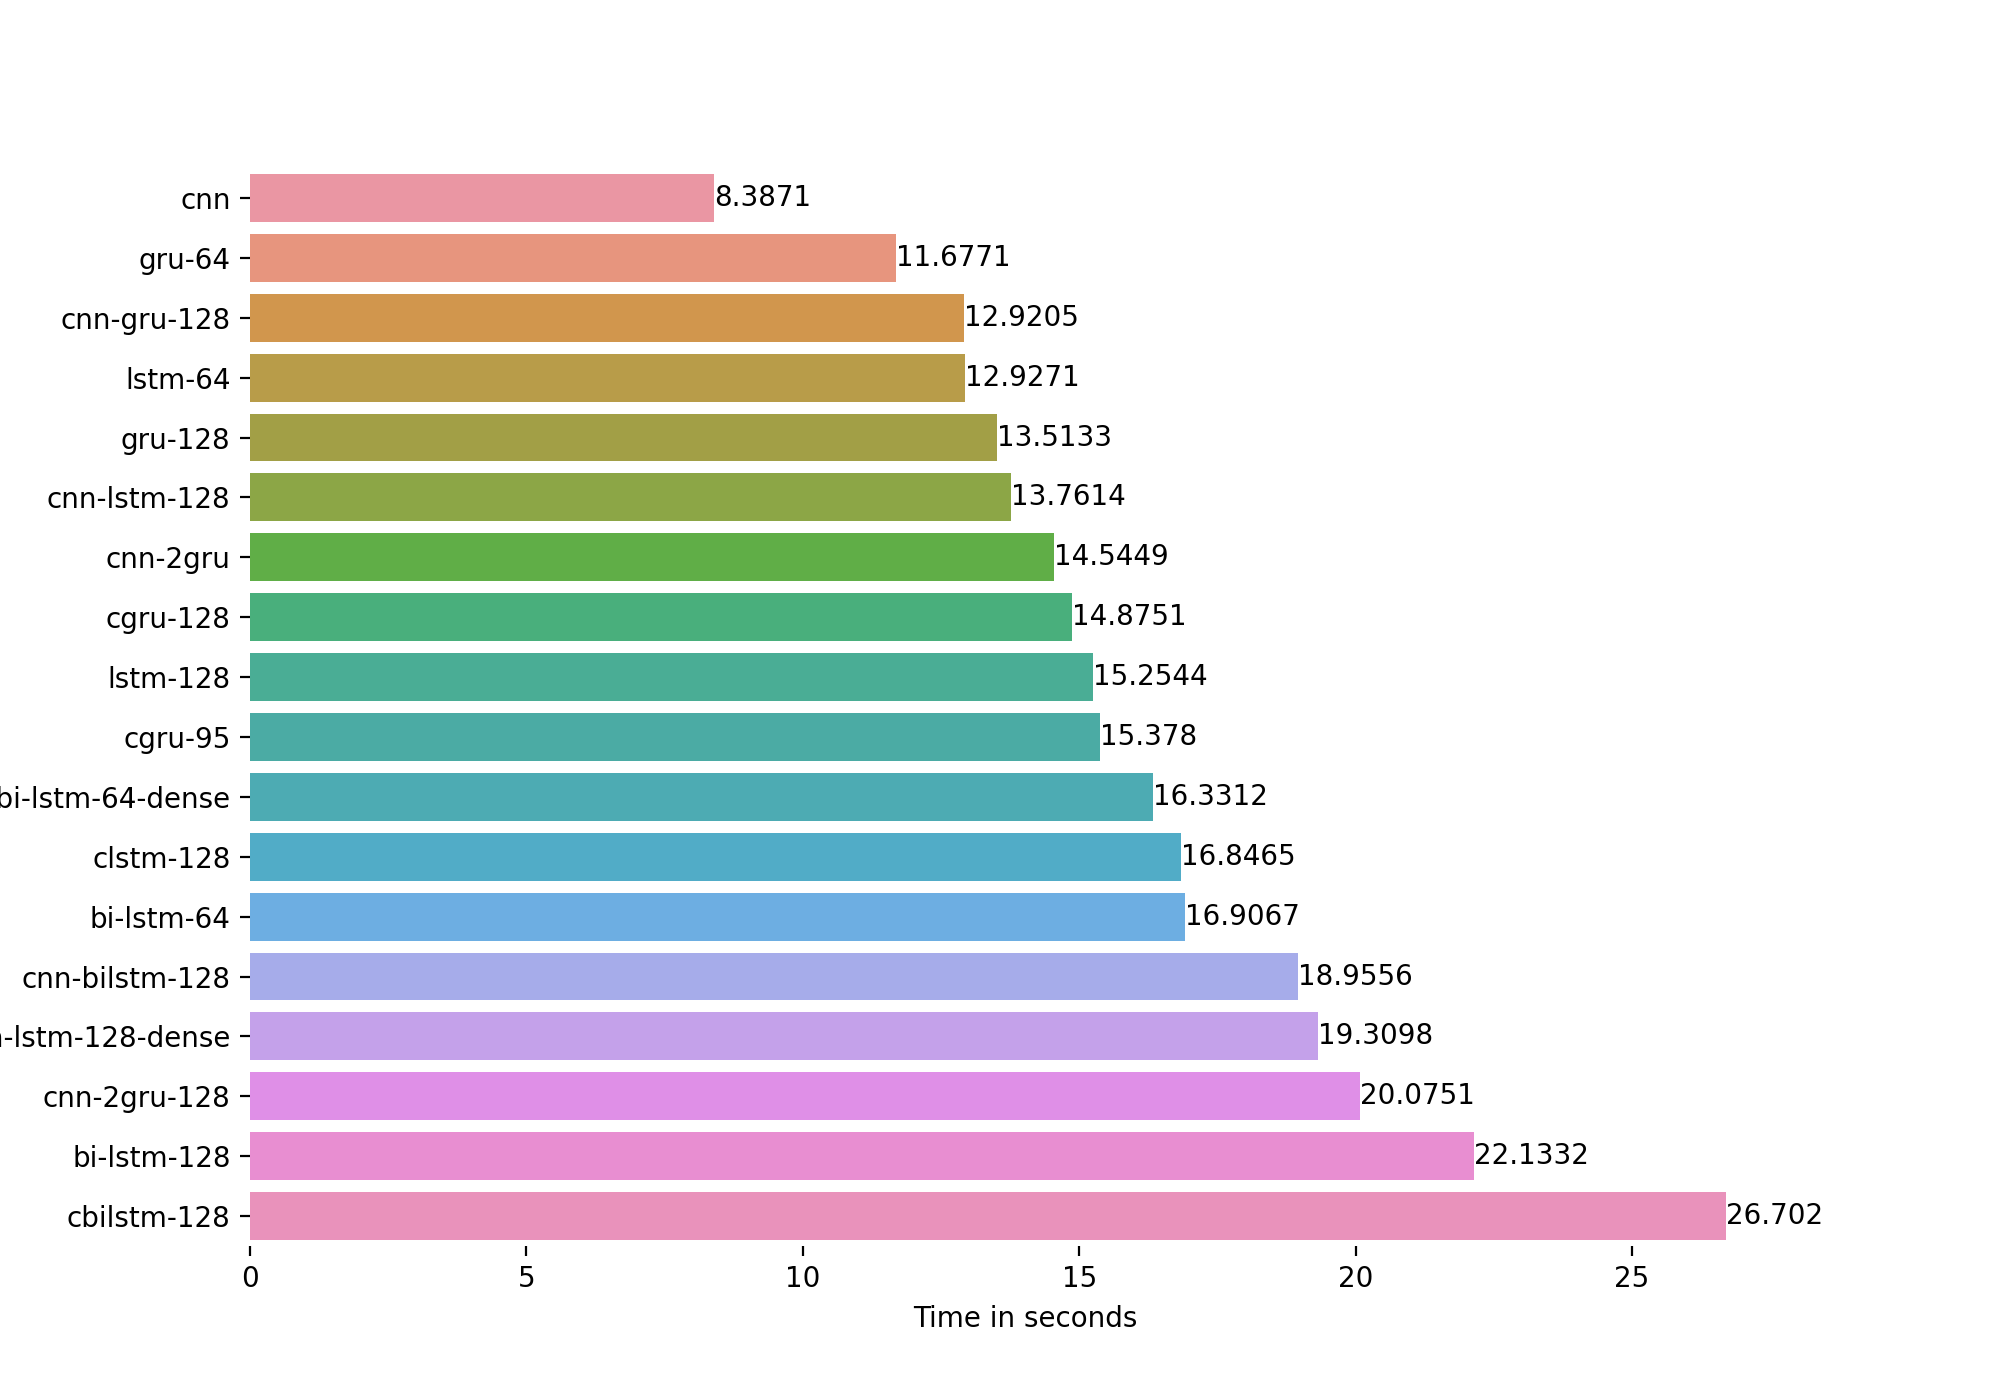 cnn 8.3871
gru-64 11.6771
cnn-gru-128 12.9205
lstm-64 12.9271
gru-128 13.5133
cnn-lstm-128 13.7614
cnn-2gru 14.5449
cgru-128 14.8751
lstm-128 15.2544
cgru-95 15.378
bi-lstm-64-dense 16.3312
clstm-128 16.8465
bi-lstm-64 16.9067
cnn-bilstm-128 18.9556
-lstm-128-dense 19.3098
cnn-2gru-128 20.0751
bi-lstm-128 22.1332
cbilstm-128 26.702
0 5 10 15 20 25
Time in seconds